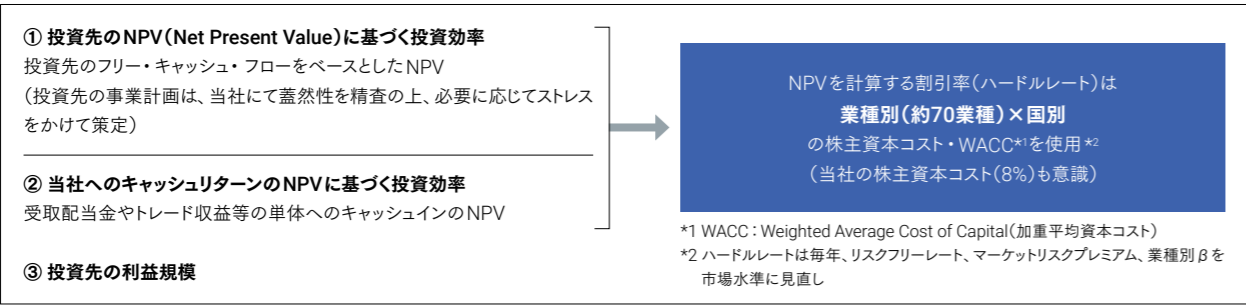 ① 投資先のNPV(Net Present Value)に基づく投資効率
投資先のフリー・キャッシュ・フローをベースとしたNPV
(投資先の事業計画は、当社にて蓋然性を精査の上、必要に応じてストレス
をかけて策定)
② 当社へのキャッシュリターンのNPVに基づく投資効率
受取配当金やトレード収益等の単体へのキャッシュインのNPV
③ 投資先の利益規模
NPVを計算する割引率(ハードルレート)は
業種別(約70業種)×国別
の株主資本コスト・WACC*1を使用*2
(当社の株主資本コスト(8%)も意識)
*1 WACC:Weighted Average Cost of Capital(加重平均資本コスト)
*2 ハードルレートは毎年、リスクフリーレート、マーケットリスクプレミアム、業種別βを
市場水準に見直し